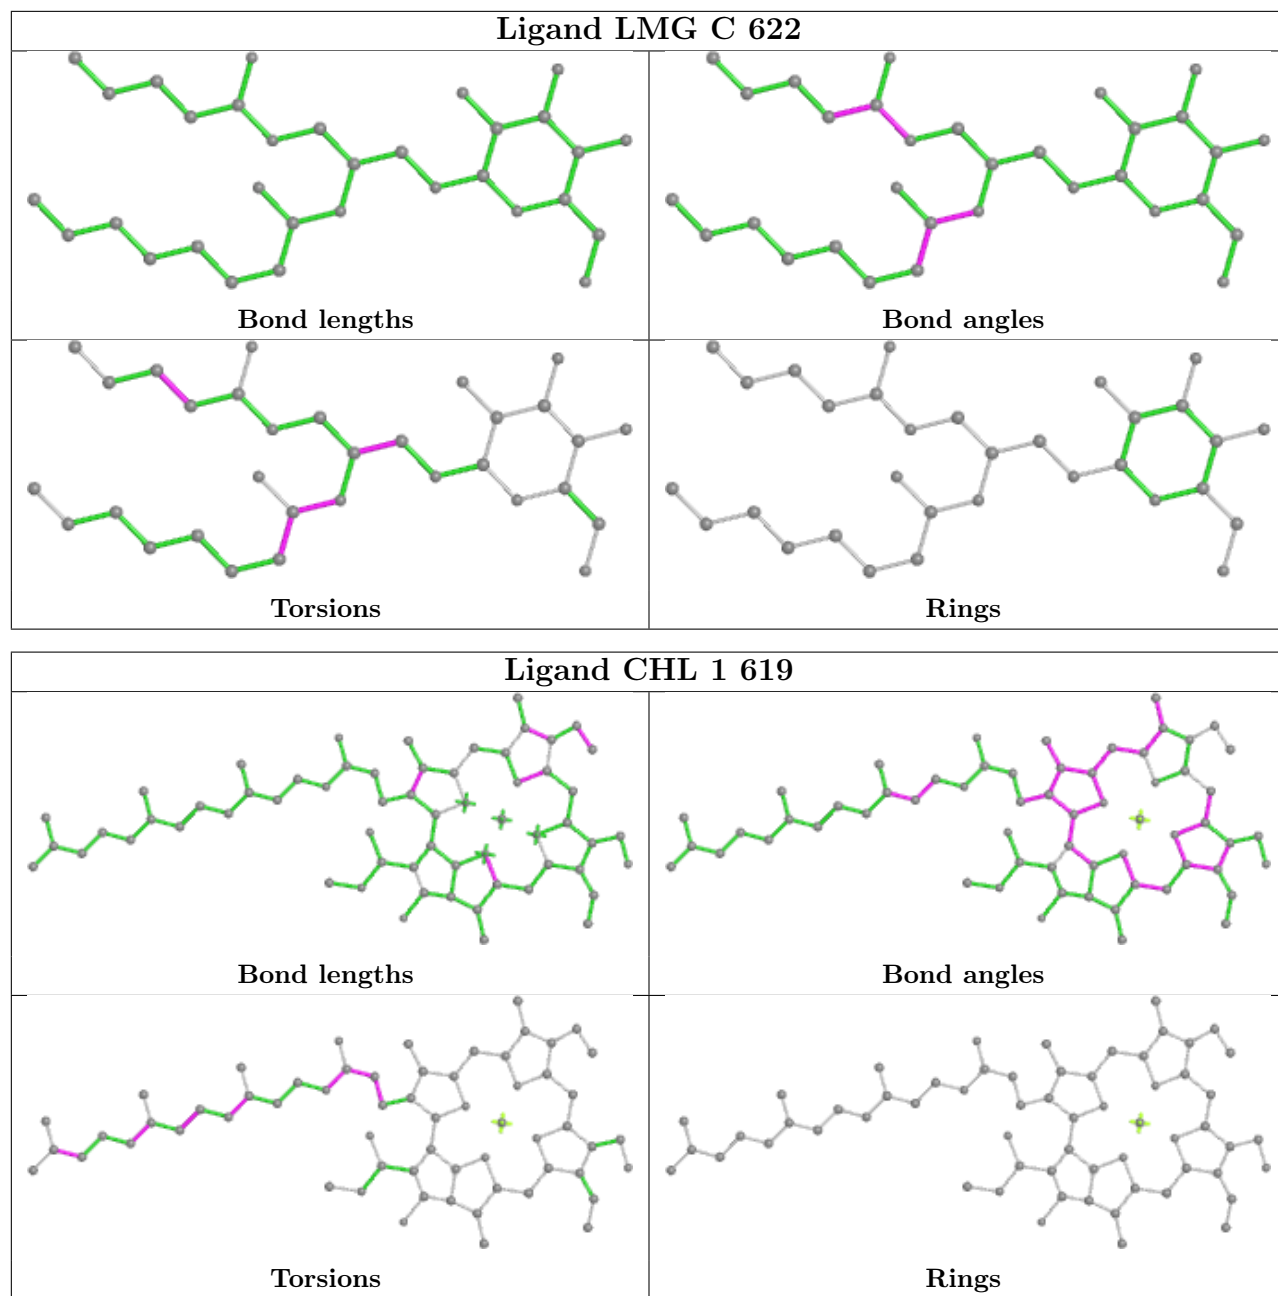 Ligand LMG C 622
Bond lengths
Bond angles
Torsions
Rings
Ligand CHL 1 619
Bond lengths
Bond angles
Torsions
Rings